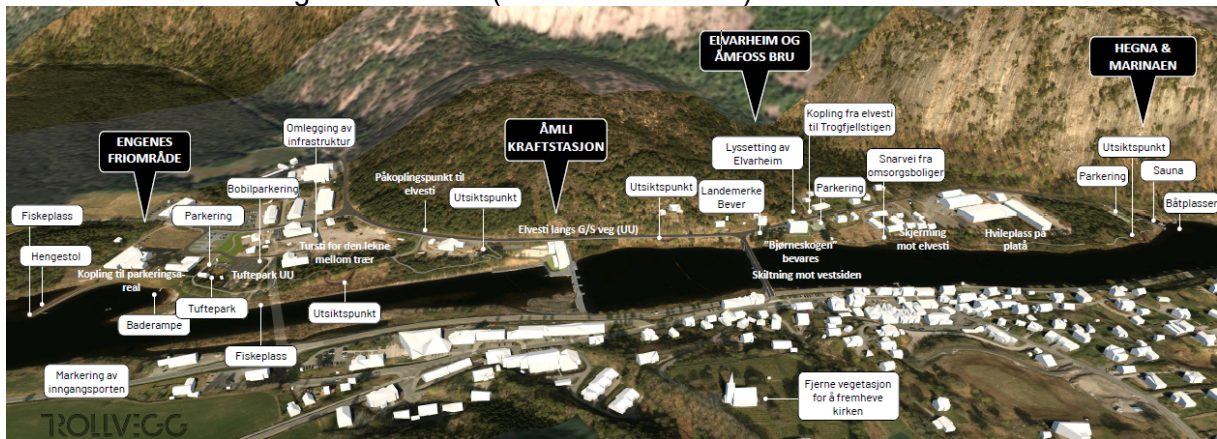 ELVARHEIM OG
ÅMFOSS BRU
HEGNA &
MARINAEN
ENGENES
FRIOMRÅDE
Omlegging av
infrastruktur
ÅMLI
KRAFTSTASJON
Kopling fra elvesti
til Trogfjellstigen
Lyssetting av
Elvarheim
Snarvei fra
omsorgsboliger
Utsiktspunkt
Parkering
Sauna
Båtplasser
Bobilparkering
Påkoplingspunkt til
elvesti
Utsiktspunkt
Utsiktspunkt
Landemerke
Bever
Parkering
Fiskeplass
Parkering
Hengestol
Tursti for den lekne
mellom trær
Elvesti langs G/S veg (UU)
"Bjørneskogen"
bevares
Skjerming
mot elvesti
Hvileplass på
platå
Kopling til parkeringsa-
real
Tuftepark UU
Skiltning mot vestsiden
Tuftepark
Baderampe
Utsiktspunkt
Fiskeplass
Markering av
inngangsporten
Fjerne vegetasjon
for å fremheve
kirken
TROLLVEGG